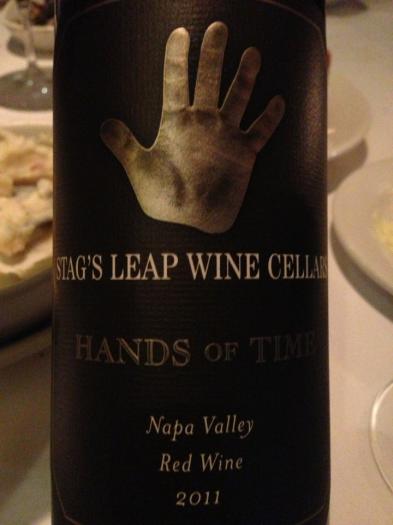 STAG'S LEAP WINE CELLARS
HANDS OF TIME
Napa Valley
Red Wine
2011